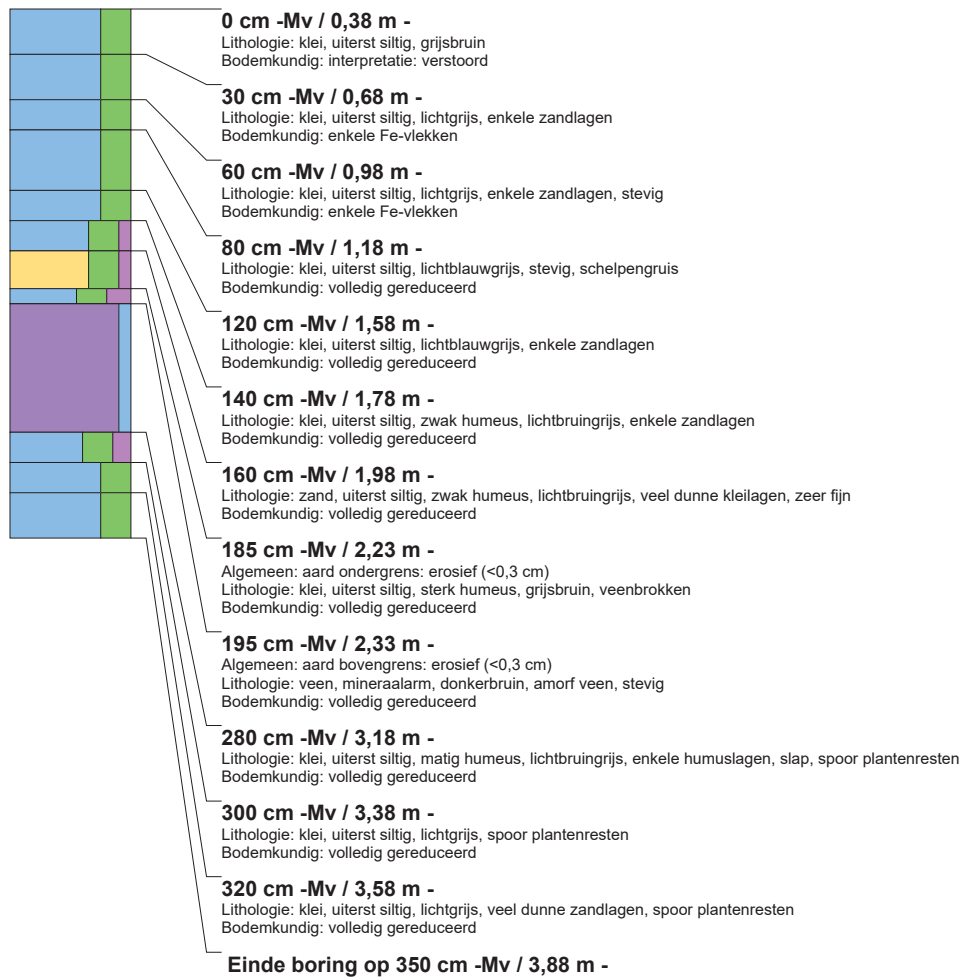 0 cm -Mv / 0,38 m -
Lithologie: klei, uiterst siltig, grijsbruin
Bodemkundig: interpretatie: verstoord
30 cm -Mv / 0,68 m -
Lithologie: klei, uiterst siltig, lichtgrijs, enkele zandlagen
Bodemkundig: enkele Fe-vlekken
60 cm -Mv / 0,98 m -
Lithologie: klei, uiterst siltig, lichtgrijs, enkele zandlagen, stevig
Bodemkundig: enkele Fe-vlekken
80 cm -Mv / 1,18 m -
Lithologie: klei, uiterst siltig, lichtblauwgrijs, stevig, schelpengruis
Bodemkundig: volledig gereduceerd
120 cm -Mv / 1,58 m -
Lithologie: klei, uiterst siltig, lichtblauwgrijs, enkele zandlagen
Bodemkundig: volledig gereduceerd
140 cm -Mv / 1,78 m -
Lithologie: klei, uiterst siltig, zwak humeus, lichtbruingrijs, enkele zandlagen
Bodemkundig: volledig gereduceerd
160 cm -Mv / 1,98 m -
Lithologie: zand, uiterst siltig, zwak humeus, lichtbruingrijs, veel dunne kleilagen, zeer fijn
Bodemkundig: volledig gereduceerd
185 cm -Mv / 2,23 m -
Algemeen: aard ondergrens: erosief (<0,3 cm)
Lithologie: klei, uiterst siltig, sterk humeus, grijsbruin, veenbrokken
Bodemkundig: volledig gereduceerd
195 cm -Mv / 2,33 m -
Algemeen: aard bovengrens: erosief (<0,3 cm)
Lithologie: veen, mineraalarm, donkerbruin, amorf veen, stevig
Bodemkundig: volledig gereduceerd
280 cm -Mv / 3,18 m -
Lithologie: klei, uiterst siltig, matig humeus, lichtbruingrijs, enkele humuslagen, slap, spoor plantenresten
Bodemkundig: volledig gereduceerd
300 cm -Mv / 3,38 m -
Lithologie: klei, uiterst siltig, lichtgrijs, spoor plantenresten
Bodemkundig: volledig gereduceerd
320 cm -Mv / 3,58 m -
Lithologie: klei, uiterst siltig, lichtgrijs, veel dunne zandlagen, spoor plantenresten
Bodemkundig: volledig gereduceerd
Einde boring op 350 cm -Mv / 3,88 m -